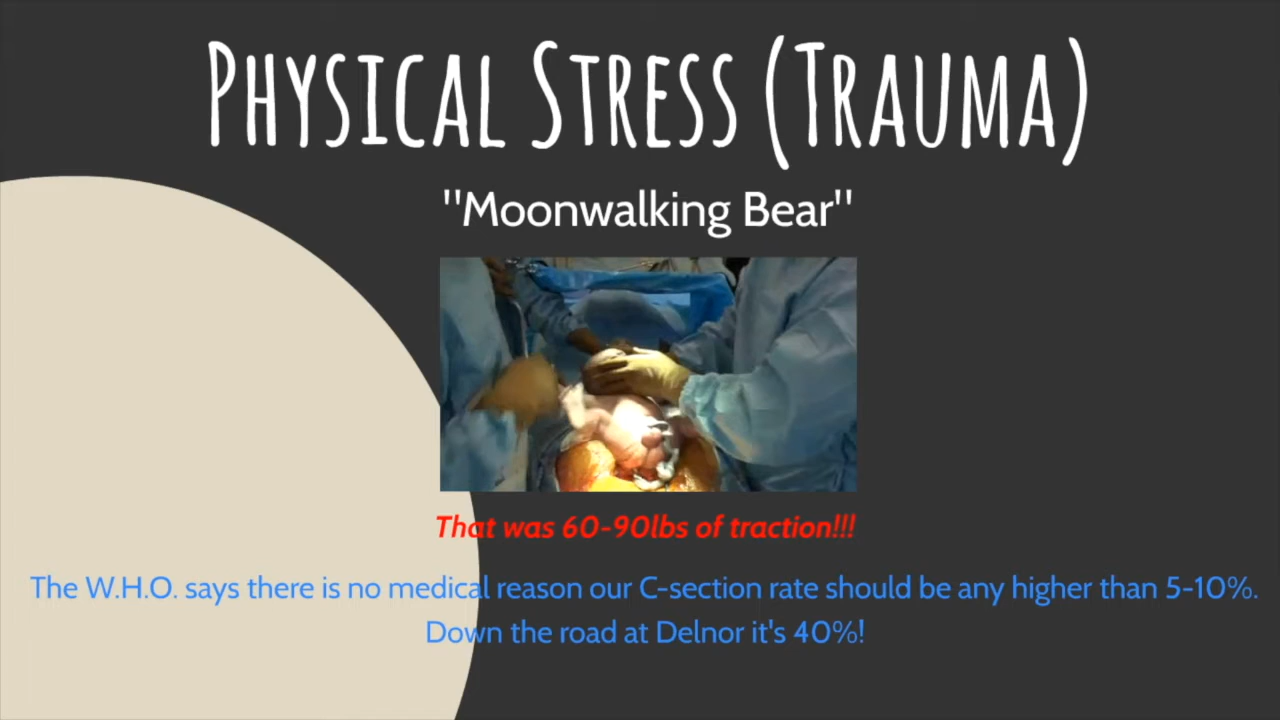 Physical Stress (Trauma)
"Moonwalking Bear"
That was 60-90lbs of traction!!!
The W.H.O. says there is no medical reason our C-section rate should be any higher than 5-10%.
Down the road at Delnor it's 40%!